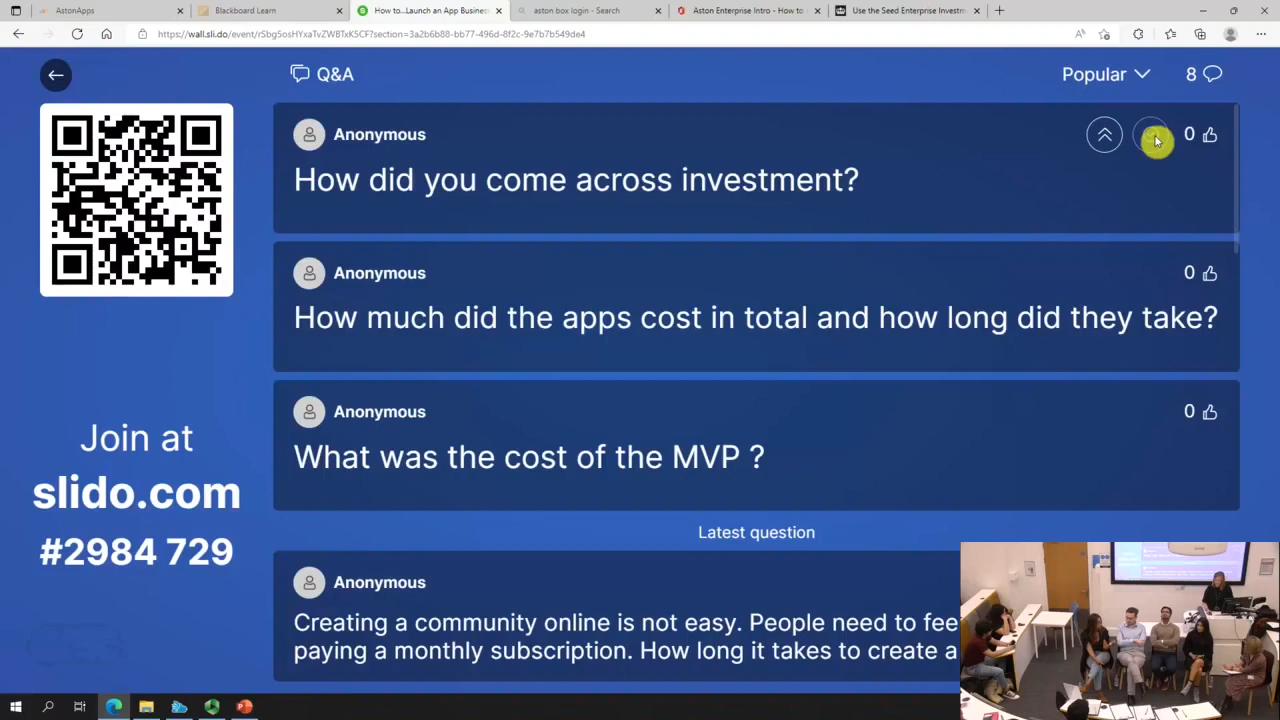 AstonApps
Blackboard Learn
How to...Launch an App Busines
aston box login - Search
Aston Enterprise Intro - How to
Use the Seed Enterprise Investm
https://wall.sli.do/event/rSbg5osHYxaTvZWBTxK5CF?section=3a2b6b88-bb77-496d-8f2c-9e7b7b549de4
Q&A
Popular
8
Anonymous
0
How did you come across investment?
Anonymous
0
How much did the apps cost in total and how long did they take?
Anonymous
0
What was the cost of the MVP ?
Join at
slido.com
#2984 729
Latest question
Anonymous
Creating a community online is not easy. People need to fee
paying a monthly subscription. How long it takes to create a